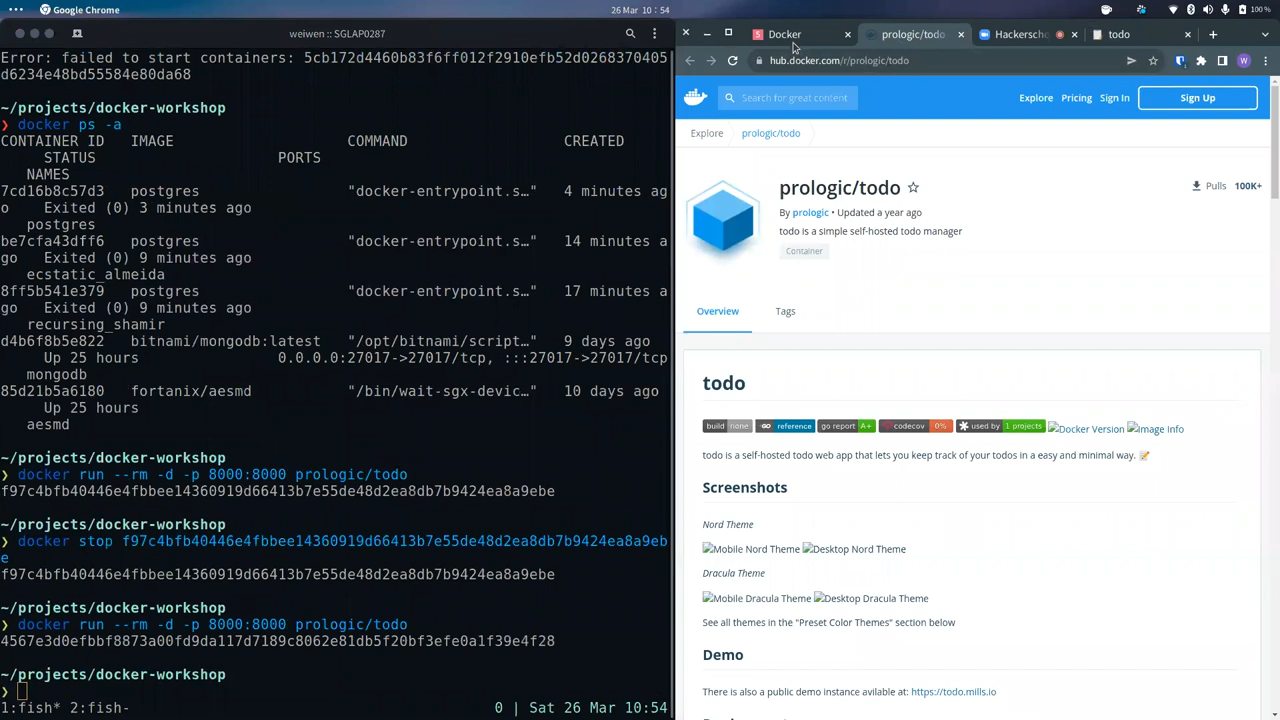 Google Chrome
26 Mar 10:54
100 %
weiwen :: SGLAP0287
Error: failed to start containers: 5cb172d4460b83f6ff012f910efb52d0268370405
d6234e48bd55584e80da68
~/projects/docker-workshop
❯ docker ps -a
CONTAINER ID   IMAGE                        COMMAND                  CREATED
STATUS                          PORTS
NAMES
7cd16b8c57d3   postgres                     "docker-entrypoint.s…"   4 minutes ag
o   Exited (0) 3 minutes ago
postgres
be7cfa43dff6   postgres                     "docker-entrypoint.s…"   14 minutes a
go   Exited (0) 9 minutes ago
ecstatic_almeida
8ff5b541e379   postgres                     "docker-entrypoint.s…"   17 minutes a
go   Exited (0) 9 minutes ago
recursing_shamir
d4b6f8b5e822   bitnami/mongodb:latest   "/opt/bitnami/script…"   9 days ago
Up 25 hours                 0.0.0.0:27017->27017/tcp, :::27017->27017/tcp
mongodb
85d21b5a6180   fortanix/aesmd           "/bin/wait-sgx-devic…"   10 days ago
Up 25 hours
aesmd
~/projects/docker-workshop
❯ docker run --rm -d -p 8000:8000 prologic/todo
f97c4bfb40446e4fbbee14360919d66413b7e55de48d2ea8db7b9424ea8a9ebe
~/projects/docker-workshop
❯ docker stop f97c4bfb40446e4fbbee14360919d66413b7e55de48d2ea8db7b9424ea8a9eb
e
f97c4bfb40446e4fbbee14360919d66413b7e55de48d2ea8db7b9424ea8a9ebe
~/projects/docker-workshop
❯ docker run --rm -d -p 8000:8000 prologic/todo
4567e3d0efbbf8873a00fd9da117d7189c8062e81db5f20bf3efe0a1f39e4f28
~/projects/docker-workshop
❯
1:fish* 2:fish-
0 | Sat 26 Mar 10:54
Docker
prologic/todo
Hackersch
todo
hub.docker.com/r/prologic/todo
W
Search for great content
Explore
Pricing
Sign In
Sign Up
Explore
prologic/todo
prologic/todo
Pulls 100K+
By prologic • Updated a year ago
todo is a simple self-hosted todo manager
Container
Overview
Tags
todo
build none
GO reference
go report A+
codecov 0%
used by 1 projects
Docker Version
Image Info
todo is a self-hosted todo web app that lets you keep track of your todos in a easy and minimal way. 📝
Screenshots
Nord Theme
Mobile Nord Theme
Desktop Nord Theme
Dracula Theme
Mobile Dracula Theme
Desktop Dracula Theme
See all themes in the "Preset Color Themes" section below
Demo
There is also a public demo instance avilable at: https://todo.mills.io